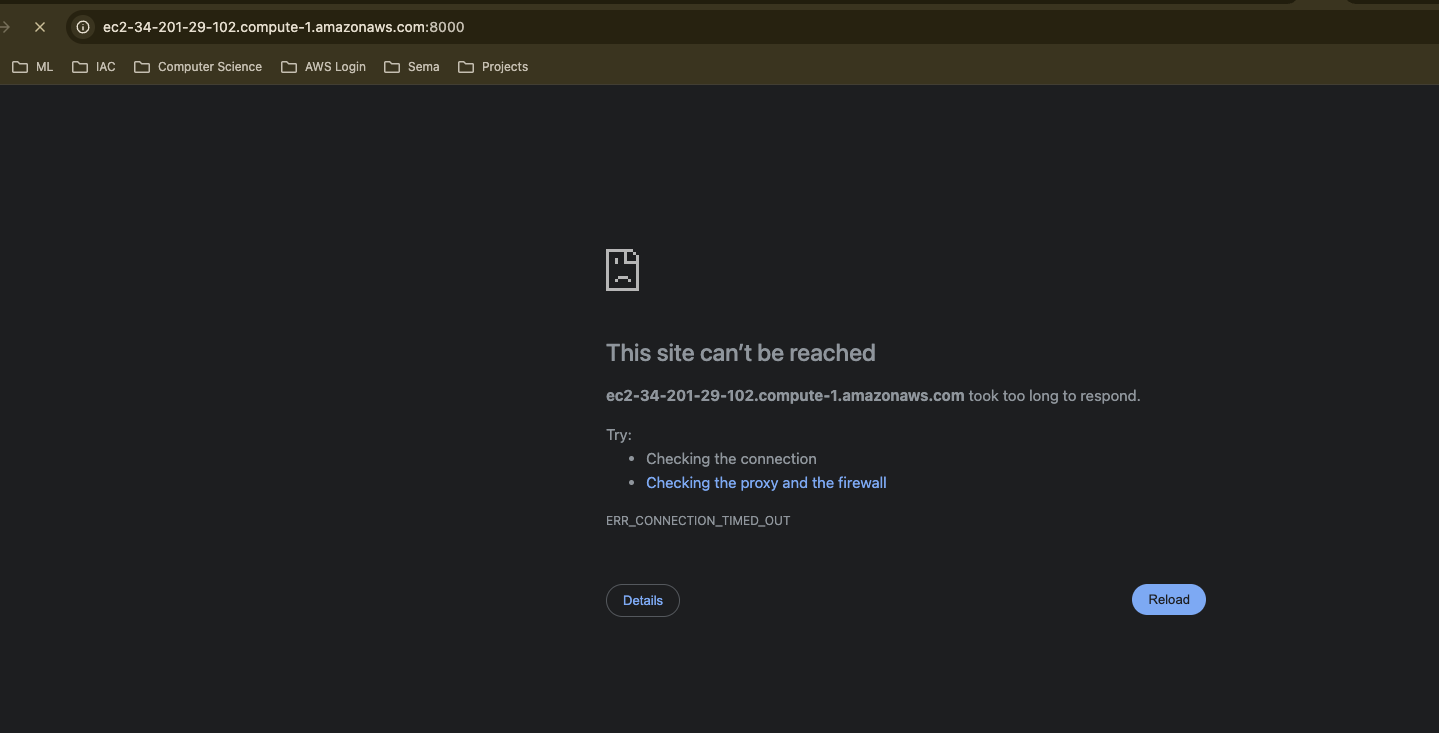 ec2-34-201-29-102.compute-1.amazonaws.com:8000
ML IAC Computer Science AWS Login Sema Projects
This site can’t be reached
ec2-34-201-29-102.compute-1.amazonaws.com took too long to respond.
Try:
• Checking the connection
• Checking the proxy and the firewall
ERR_CONNECTION_TIMED_OUT
Details Reload